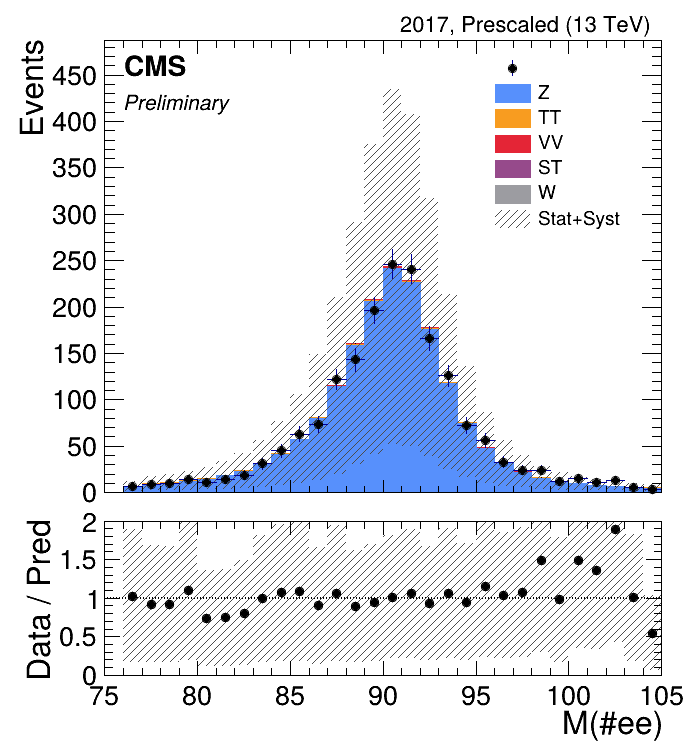 2017, Prescaled (13 TeV)
Events
CMS
Preliminary
Z
TT
VV
ST
W
Stat+Syst
450
400
350
300
250
200
150
100
50
0
Data / Pred
2
1.5
1
0.5
0
75 80 85 90 95 100 105
M(#ee)